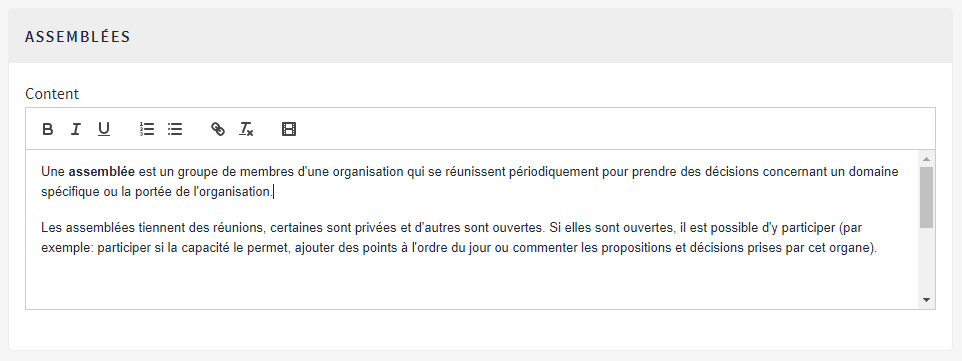 ASSEMBLÉES
Content
Une assemblée est un groupe de membres d'une organisation qui se réunissent périodiquement pour prendre des décisions concernant un domaine
spécifique ou la portée de l'organisation.
Les assemblées tiennent des réunions, certaines sont privées et d'autres sont ouvertes. Si elles sont ouvertes, il est possible d'y participer (par
exemple: participer si la capacité le permet, ajouter des points à l'ordre du jour ou commenter les propositions et décisions prises par cet organe).